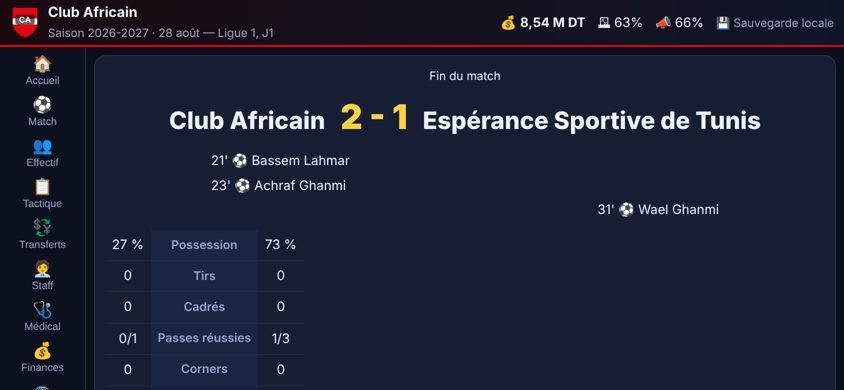 CA
Club Africain
Saison 2026-2027 · 28 août — Ligue 1, J1
💰 8,54 M DT 🗳 63% 📣 66% 💾 Sauvegarde locale
Accueil
Match
Effectif
Tactique
Transferts
Staff
Médical
Finances
Fin du match
Club Africain 2 - 1 Espérance Sportive de Tunis
21' ⚽ Bassem Lahmar
23' ⚽ Achraf Ghanmi
31' ⚽ Wael Ghanmi
27 % Possession 73 %
0 Tirs 0
0 Cadrés 0
0/1 Passes réussies 1/3
0 Corners 0